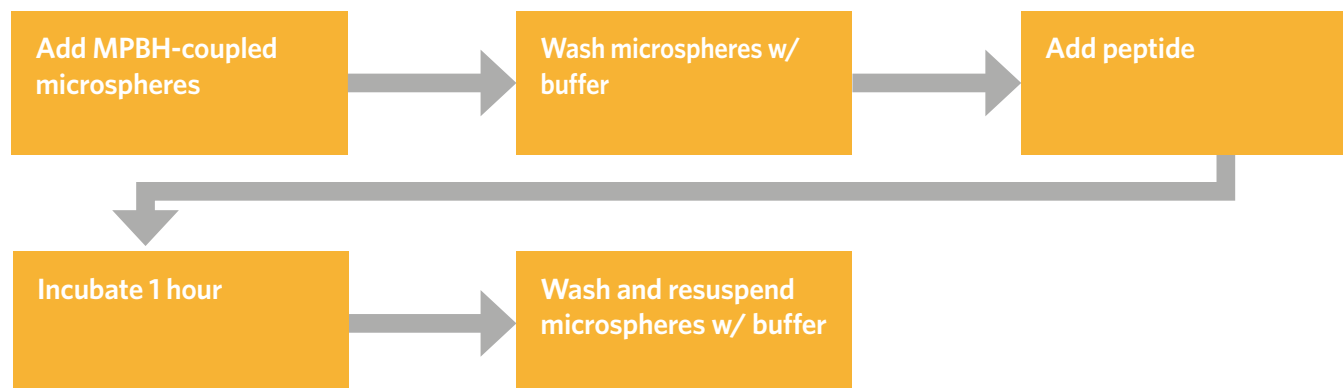 Add MPBH-coupled
microspheres
Wash microspheres w/
buffer
Add peptide
Incubate 1 hour
Wash and resuspend
microspheres w/ buffer